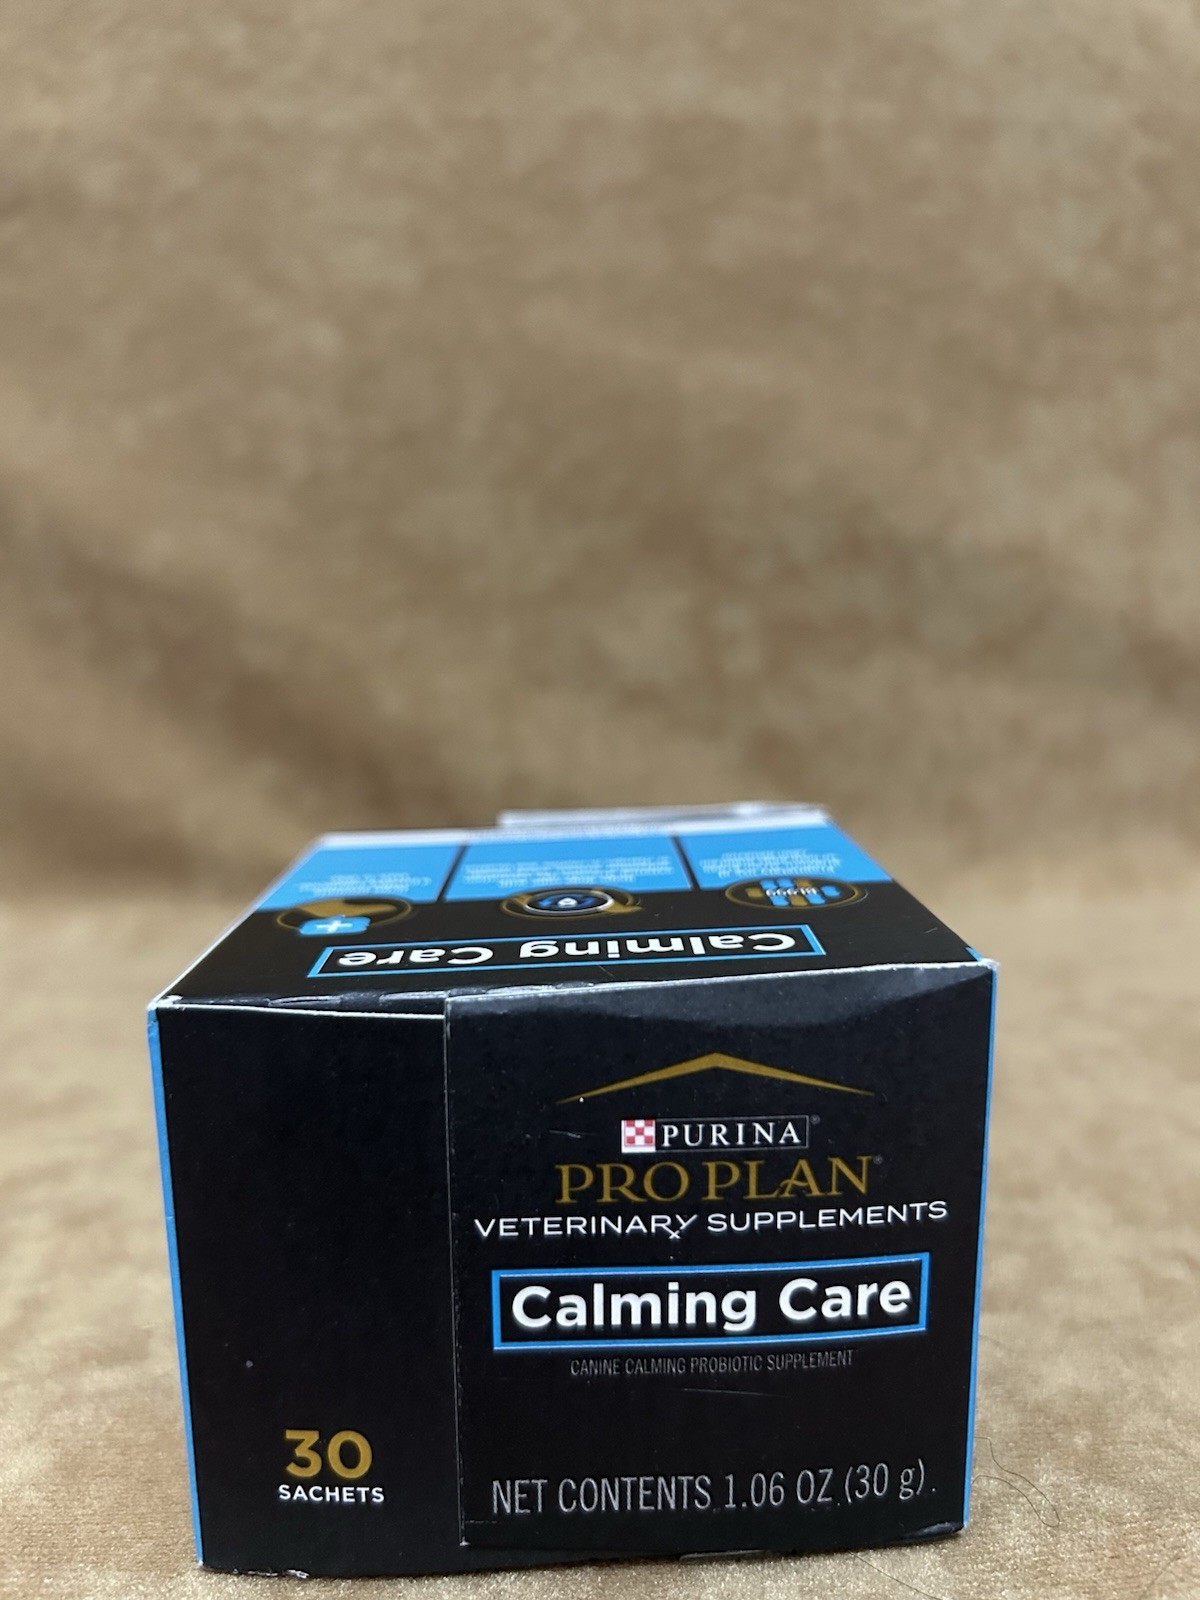 Calming Care
BL999
PURINA®
PRO PLAN®
VETERINARY SUPPLEMENTS
Calming Care
CANINE CALMING PROBIOTIC SUPPLEMENT
30
SACHETS
NET CONTENTS 1.06 OZ (30 g)